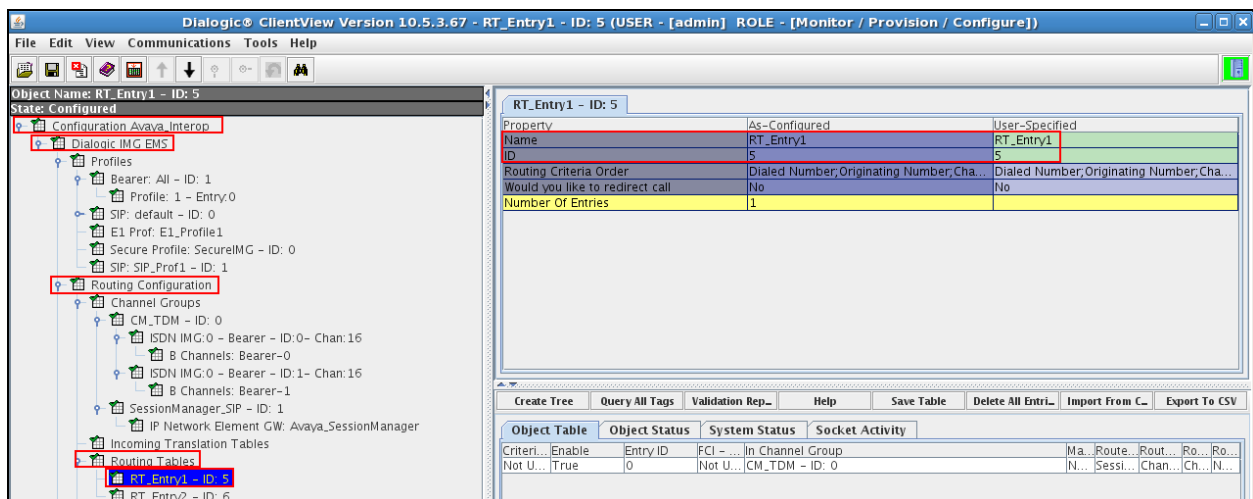 Dialogic® ClientView Version 10.5.3.67 - RT_Entry1 - ID: 5 (USER - [admin] ROLE - [Monitor / Provision / Configure])
File Edit View Communications Tools Help
Object Name: RT_Entry1 - ID: 5
State: Configured
Configuration Avaya_Interop
Dialogic IMG EMS
Profiles
Bearer: All - ID: 1
Profile: 1 - Entry:0
SIP: default - ID: 0
E1 Prof: E1_Profile1
Secure Profile: SecureIMG - ID: 0
SIP: SIP_Prof1 - ID: 1
Routing Configuration
Channel Groups
CM_TDM - ID: 0
ISDN IMG:0 - Bearer - ID:0- Chan:16
B Channels: Bearer-0
ISDN IMG:0 - Bearer - ID:1- Chan:16
B Channels: Bearer-1
SessionManager_SIP - ID: 1
IP Network Element GW: Avaya_SessionManager
Incoming Translation Tables
Routing Tables
RT_Entry1 - ID: 5
RT_Entry2 - ID: 6
RT_Entry1 - ID: 5
Property As-Configured User-Specified
Name RT_Entry1 RT_Entry1
ID 5 5
Routing Criteria Order Dialed Number;Originating Number;Cha... Dialed Number;Originating Number;Cha...
Would you like to redirect call No No
Number Of Entries 1
Create Tree Query All Tags Validation Rep... Help Save Table Delete All Entri... Import From C... Export To CSV
Object Table Object Status System Status Socket Activity
Criteri... Enable Entry ID FCI - ... In Channel Group Ma... Route... Rout... Ro... Ro...
Not U... True 0 Not U... CM_TDM - ID: 0 N... Sessi... Chan... Ch... N...